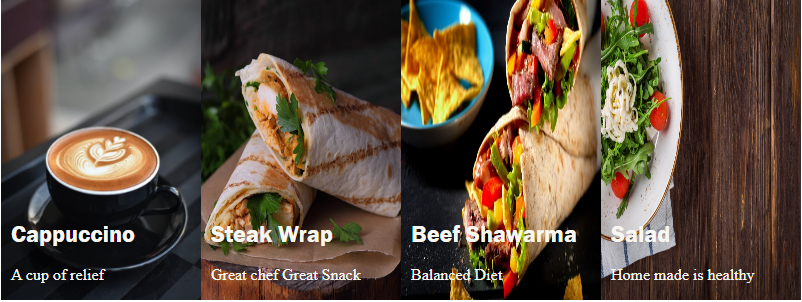 Cappuccino
A cup of relief
Steak Wrap
Great chef Great Snack
Beef Shawarma
Balanced Diet
Salad
Home made is healthy